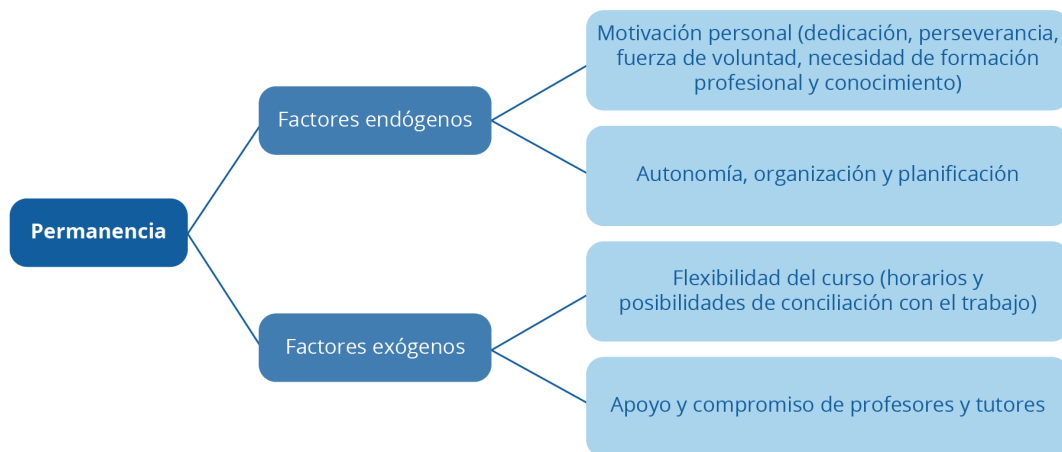 Permanencia
Factores endógenos
Motivación personal (dedicación, perseverancia,
fuerza de voluntad, necesidad de formación
profesional y conocimiento)
Autonomía, organización y planificación
Factores exógenos
Flexibilidad del curso (horarios y
posibilidades de conciliación con el trabajo)
Apoyo y compromiso de profesores y tutores